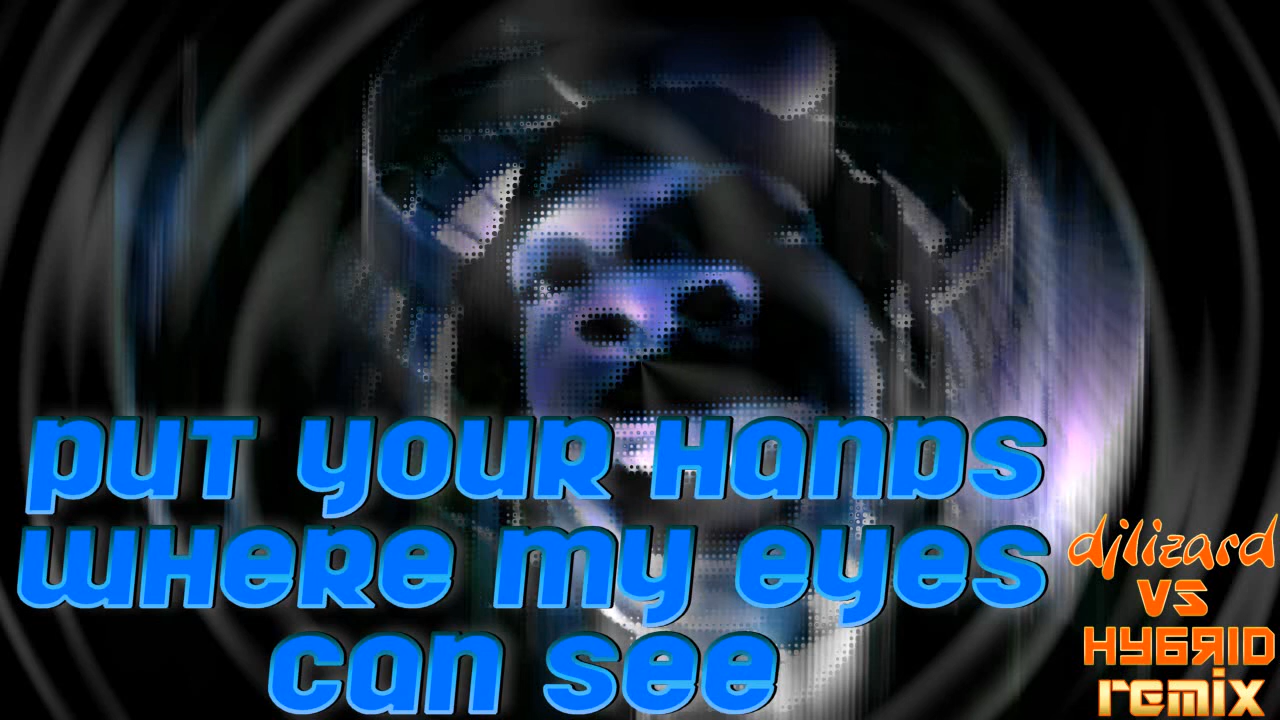 PUT YOUR HANDS
WHERE MY EYES
CAN SEE
djlizard
VS
HYBRID
REMIX